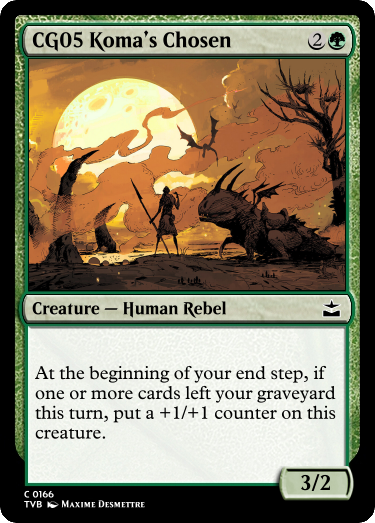 CG05 Koma's Chosen 2
Creature — Human Rebel
At the beginning of your end step, if
one or more cards left your graveyard
this turn, put a +1/+1 counter on this
creature.
3/2
C 0166
TVB Maxime Desmettre